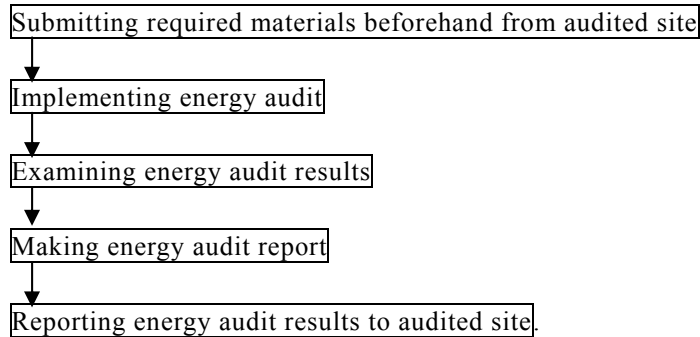 Submitting required materials beforehand from audited site
Implementing energy audit
Examining energy audit results
Making energy audit report
Reporting energy audit results to audited site.